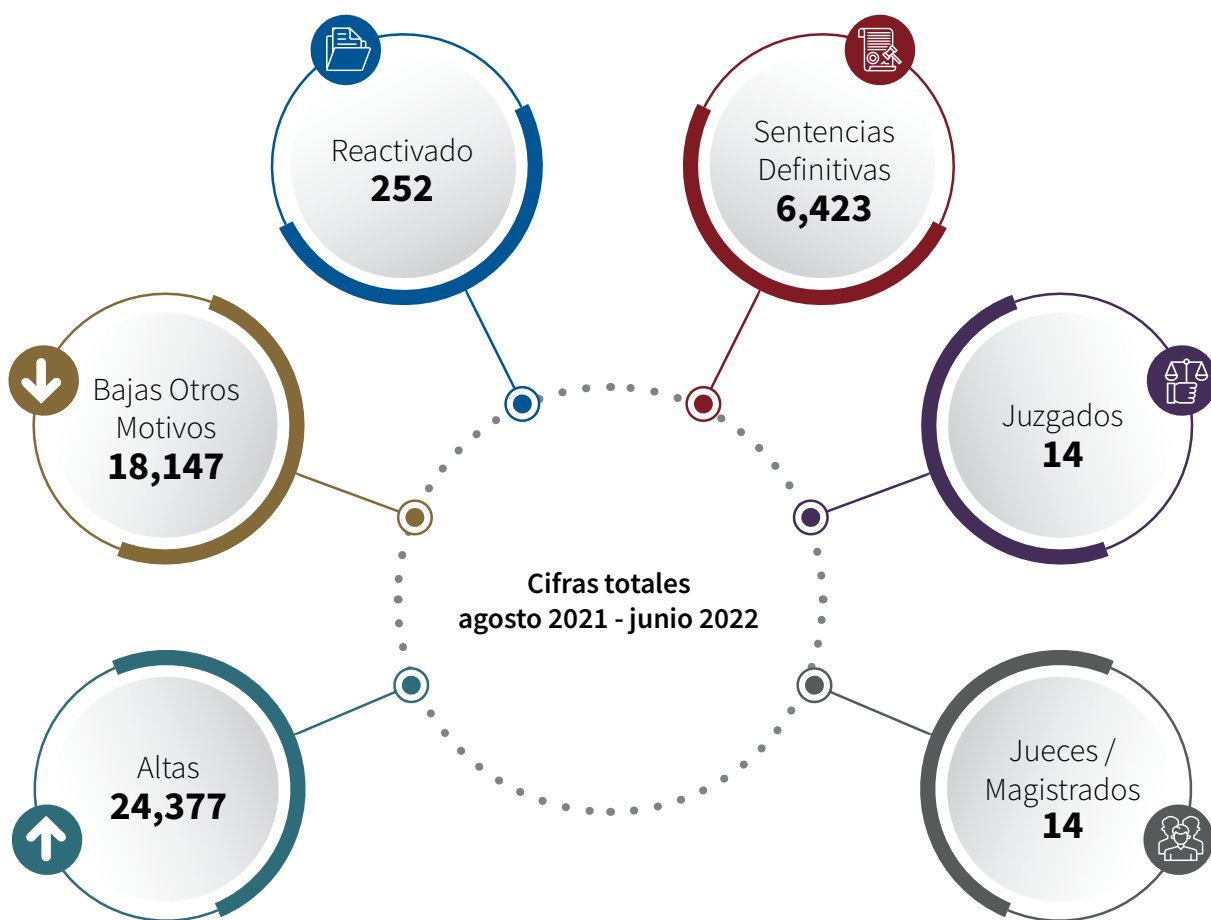 Reactivado
252
Sentencias
Definitivas
6,423
Bajas Otros
Motivos
18,147
Juzgados
14
Cifras totales
agosto 2021 - junio 2022
Altas
24,377
Jueces /
Magistrados
14